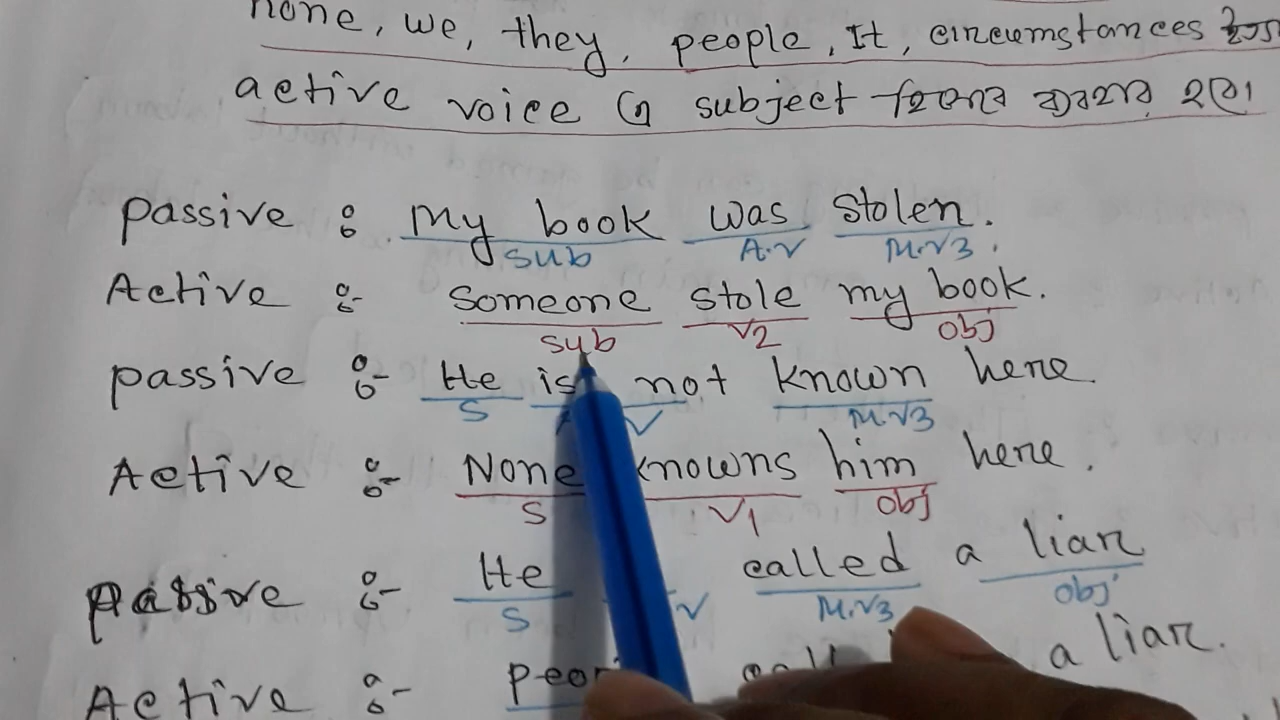 none, we, they, people, It, circumstances
active voice এ subject হিসাবে ব্যবহার হবে।
Passive : My book was stolen.
sub A.V M.V3.
Active :- Someone stole my book.
sub V2 obj
passive :- He is not known here.
S V M.V3
Active :- None knowns him here.
S V1 obj
Passive :- He called a liar
S V M.V3 obj
Active :- a liar.